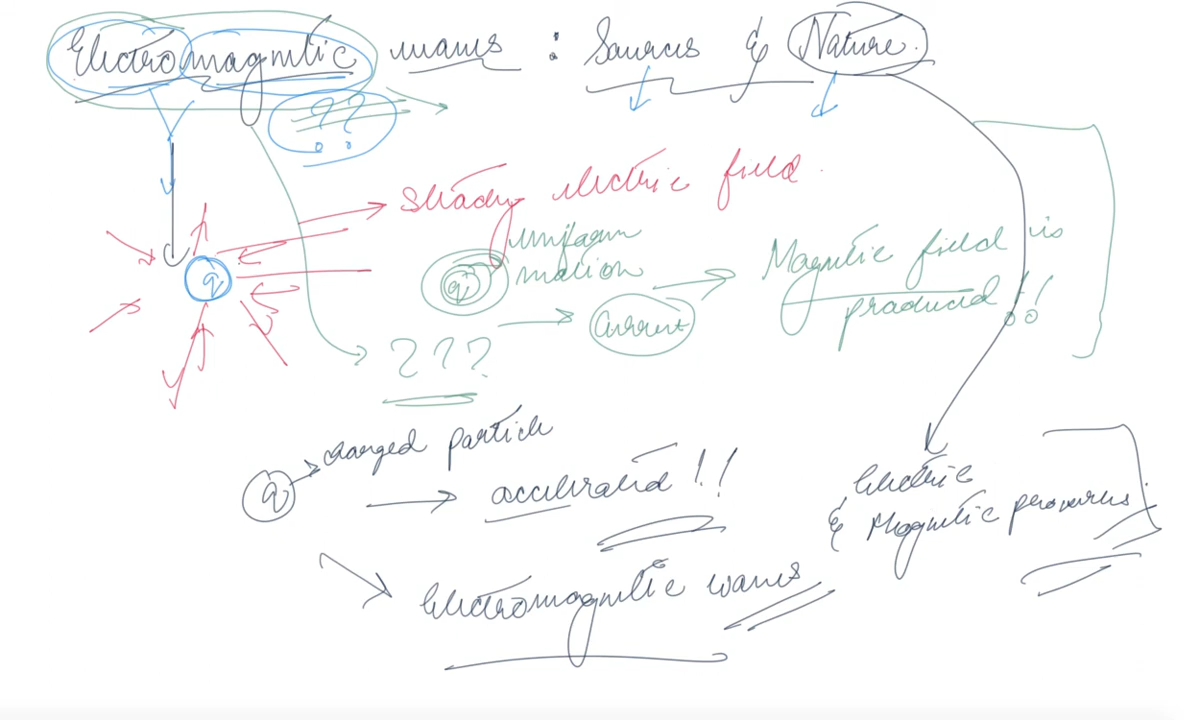 Electromagnetic waves : Sources & Nature.
??
Steady electric field.
q
q
uniform
motion
Current
Magnetic field is
produced !!
???
q
charged particle
accelerated !!
Electric
& Magnetic
Electromagnetic waves